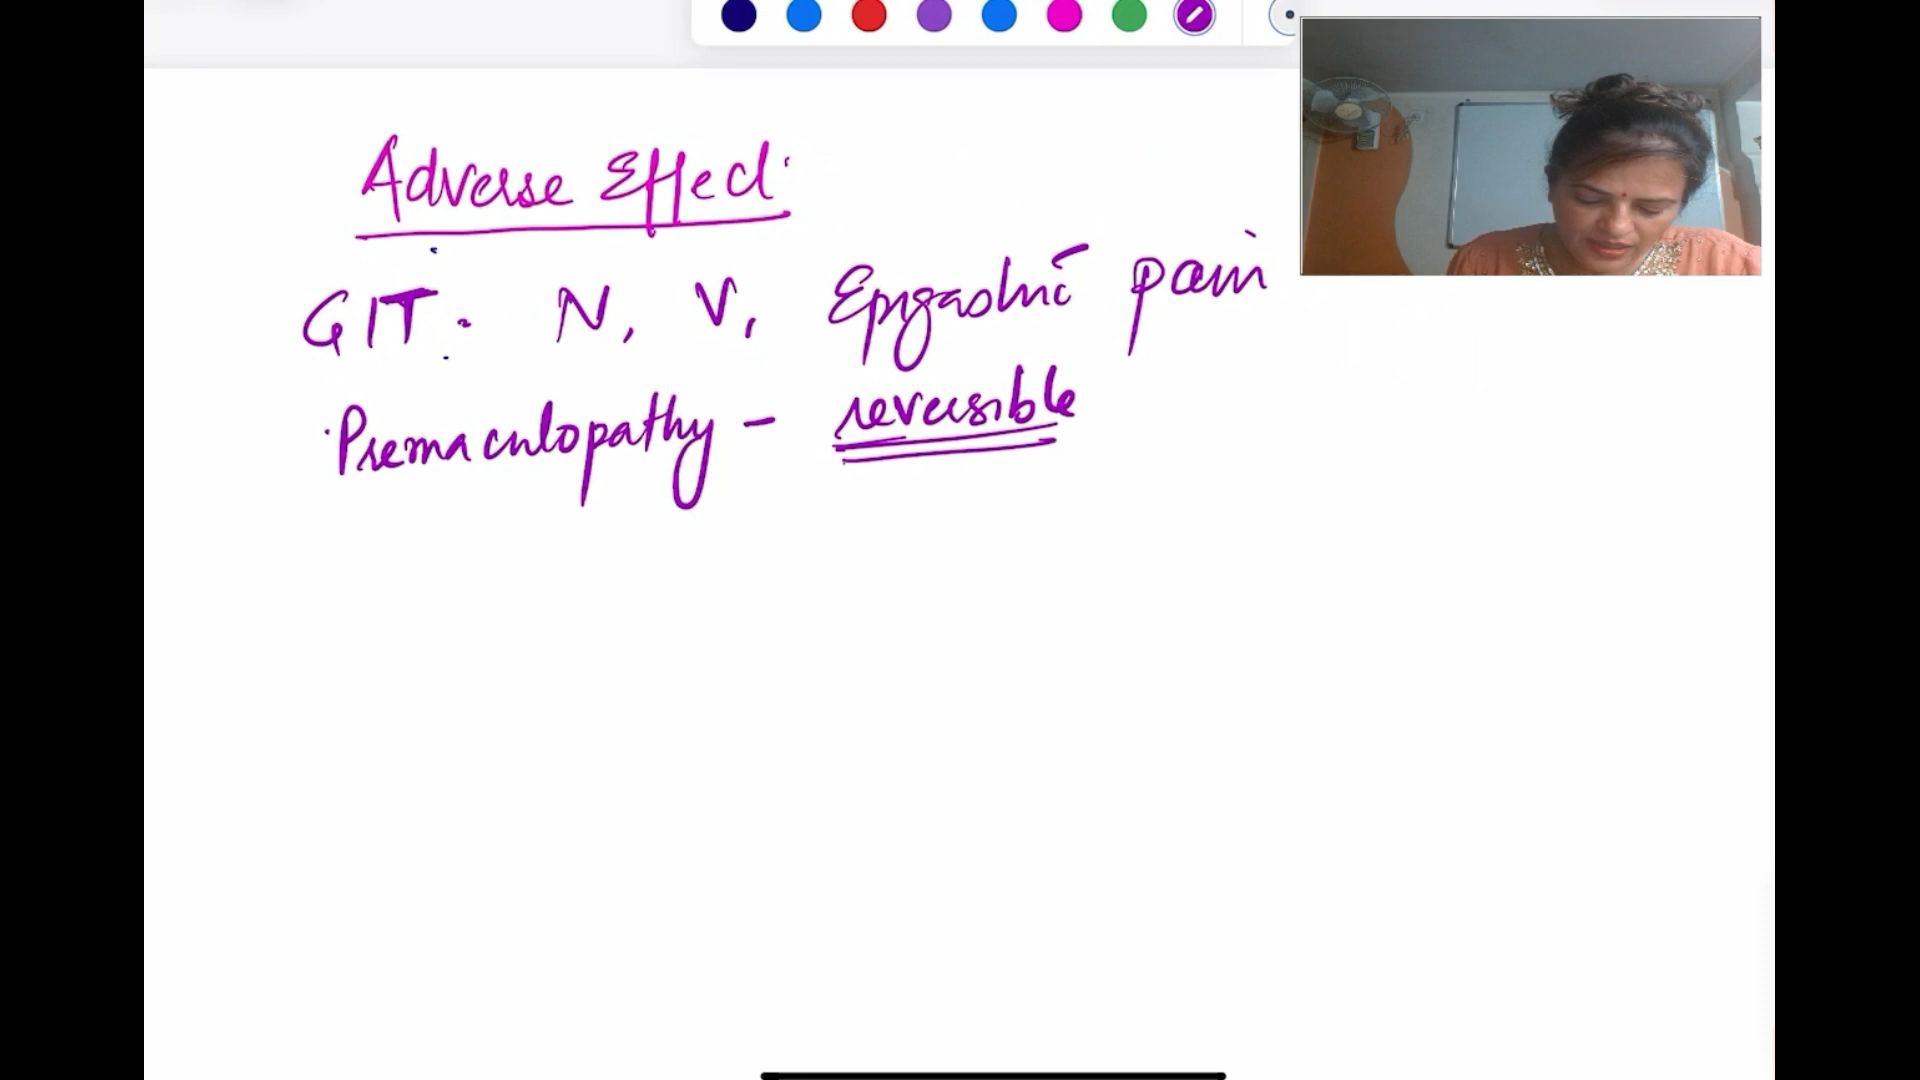 Adverse Effect
GIT - N, V, Epigastric pain
Premaculopathy - reversible